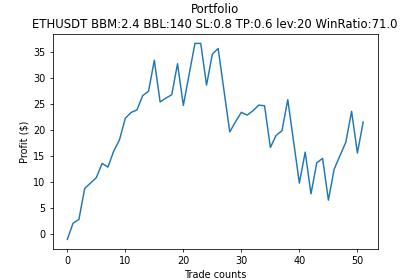 Portfolio
ETHUSDT BBM:2.4 BBL:140 SL:0.8 TP:0.6 lev:20 WinRatio:71.0
35
30
25
20
15
10
5
0
Profit ($)
0 10 20 30 40 50
Trade counts